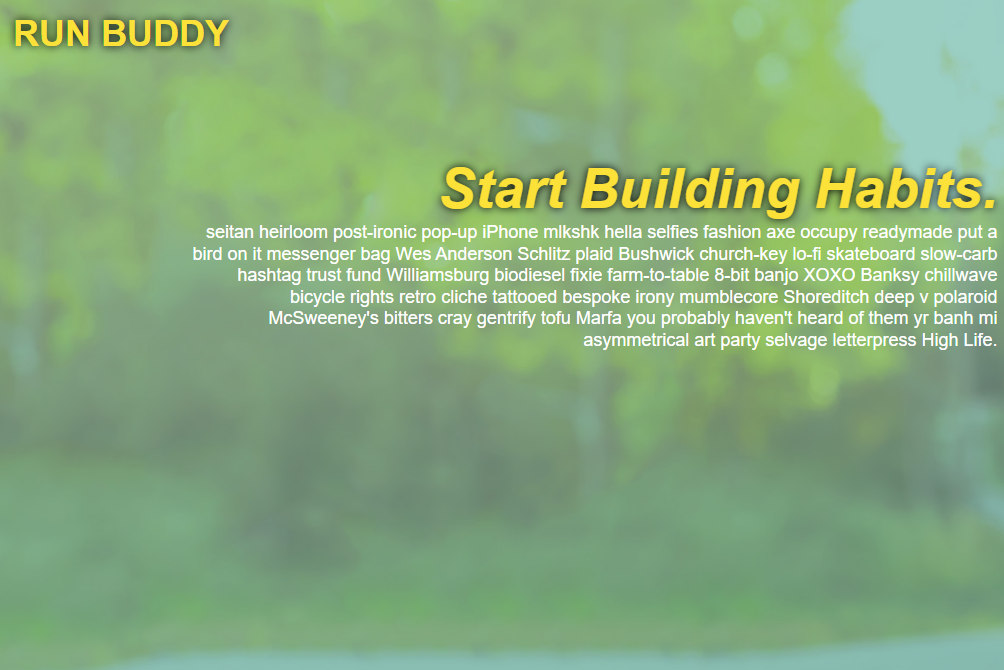 RUN BUDDY
Start Building Habits.
seitan heirloom post-ironic pop-up iPhone mlkshk hella selfies fashion axe occupy readymade put a
bird on it messenger bag Wes Anderson Schlitz plaid Bushwick church-key lo-fi skateboard slow-carb
hashtag trust fund Williamsburg biodiesel fixie farm-to-table 8-bit banjo XOXO Banksy chillwave
bicycle rights retro cliche tattooed bespoke irony mumblecore Shoreditch deep v polaroid
McSweeney's bitters cray gentrify tofu Marfa you probably haven't heard of them yr banh mi
asymmetrical art party selvage letterpress High Life.